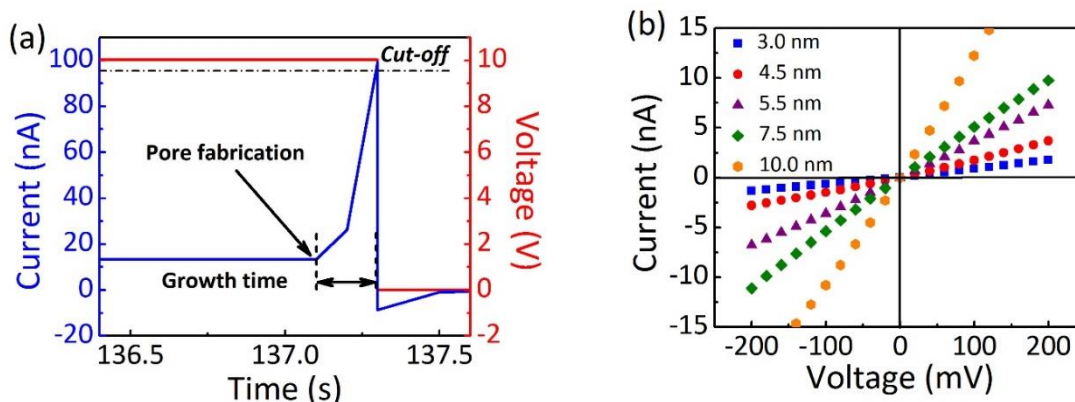 (a)
100
80
60
40
20
0
-20
Current (nA)
Cut-off
Pore fabrication
Growth time
10
8
6
4
2
0
-2
Voltage (V)
136.5 137.0 137.5
Time (s)
(b)
15
10
5
0
-5
-10
-15
Current (nA)
3.0 nm
4.5 nm
5.5 nm
7.5 nm
10.0 nm
-200 -100 0 100 200
Voltage (mV)